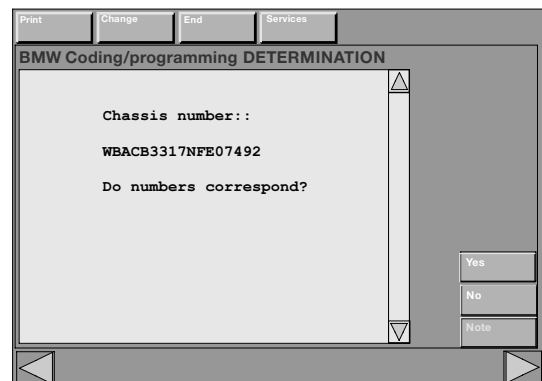 Print Change End Services
BMW Coding/programming DETERMINATION
Chassis number::
WBACB3317NFE07492
Do numbers correspond?
Yes
No
Note